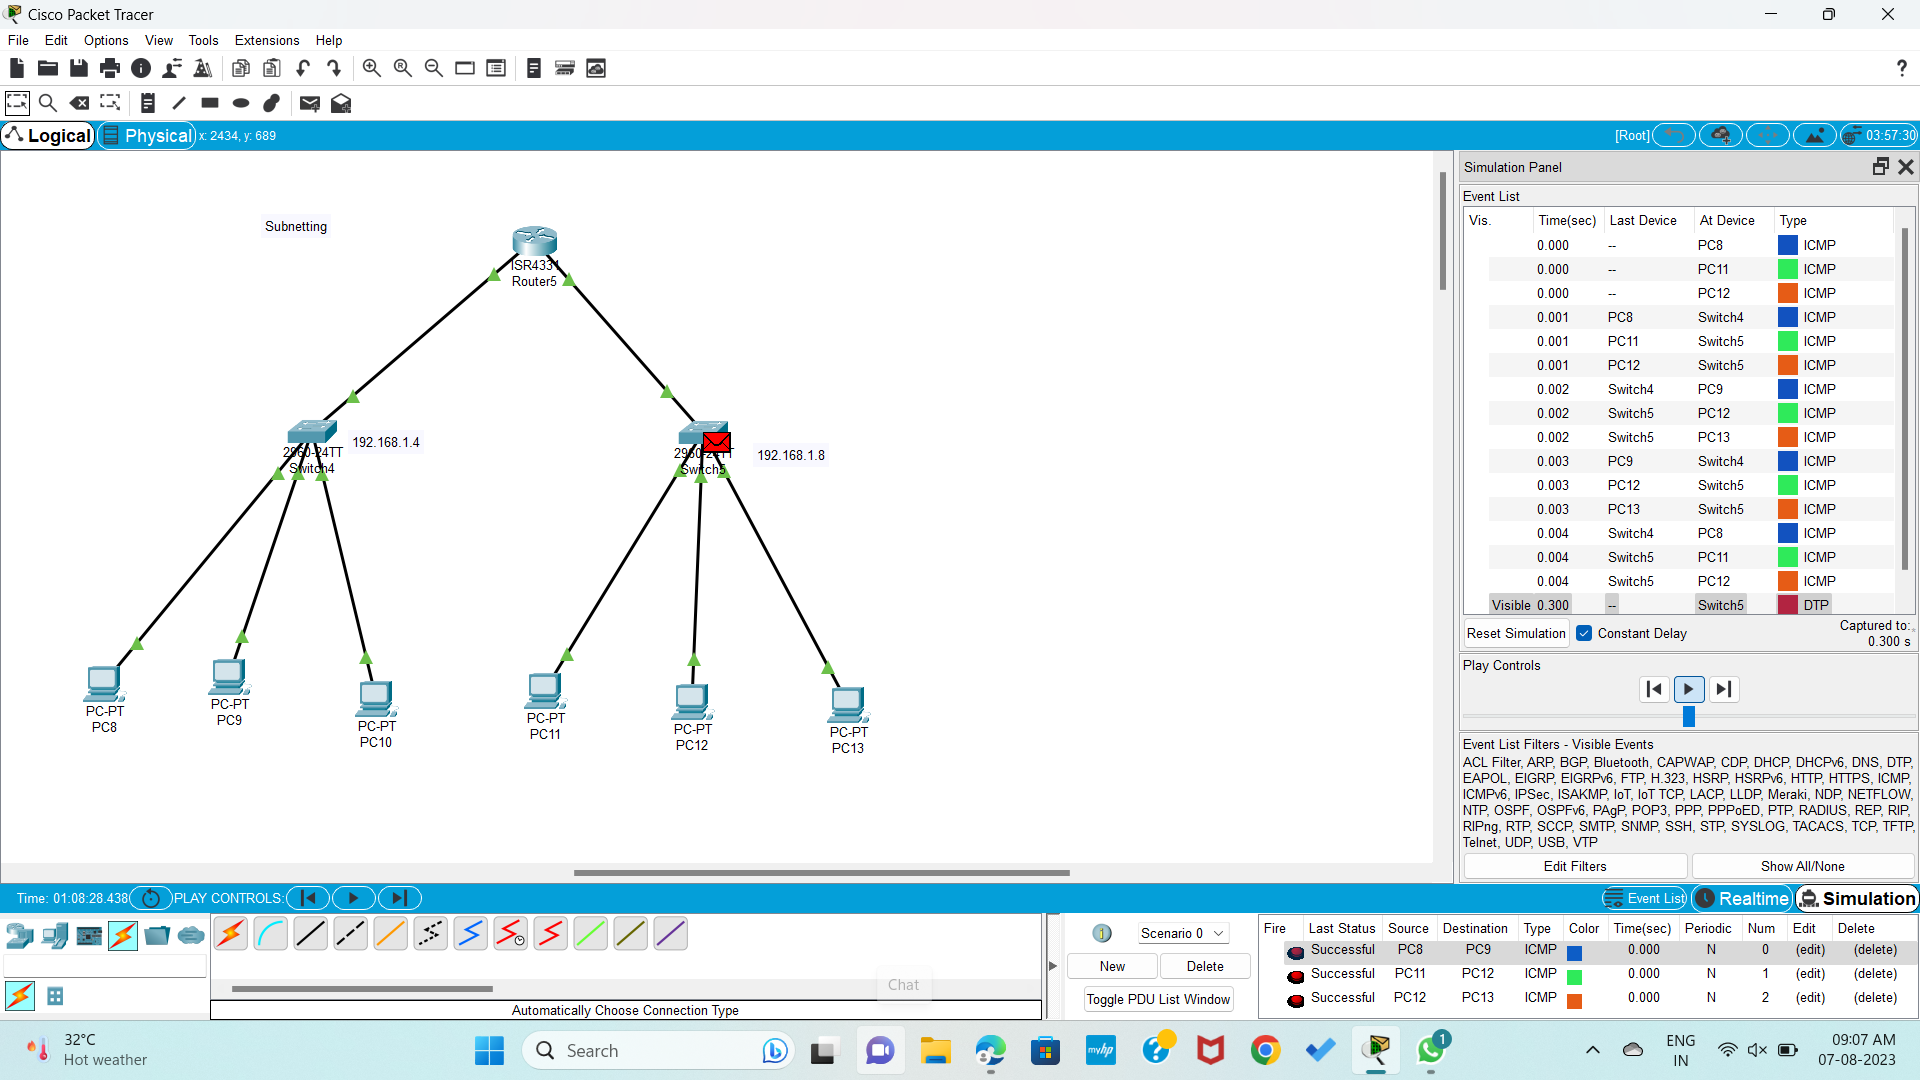 Cisco Packet Tracer
File Edit Options View Tools Extensions Help
?
Logical Physical x: 2434, y: 689 [Root] 03:57:30
Subnetting
ISR4331
Router5
2960-24TT
Switch4
192.168.1.4
2960-24TT
Switch5
192.168.1.8
PC-PT
PC8
PC-PT
PC9
PC-PT
PC10
PC-PT
PC11
PC-PT
PC12
PC-PT
PC13
Simulation Panel
Event List
Vis. Time(sec) Last Device At Device Type
0.000 -- PC8 ICMP
0.000 -- PC11 ICMP
0.000 -- PC12 ICMP
0.001 PC8 Switch4 ICMP
0.001 PC11 Switch5 ICMP
0.001 PC12 Switch5 ICMP
0.002 Switch4 PC9 ICMP
0.002 Switch5 PC12 ICMP
0.002 Switch5 PC13 ICMP
0.003 PC9 Switch4 ICMP
0.003 PC12 Switch5 ICMP
0.003 PC13 Switch5 ICMP
0.004 Switch4 PC8 ICMP
0.004 Switch5 PC11 ICMP
0.004 Switch5 PC12 ICMP
Visible 0.300 -- Switch5 DTP
Reset Simulation Constant Delay Captured to:
0.300 s
Play Controls
Event List Filters - Visible Events
ACL Filter, ARP, BGP, Bluetooth, CAPWAP, CDP, DHCP, DHCPv6, DNS, DTP,
EAPOL, EIGRP, EIGRPv6, FTP, H.323, HSRP, HSRPv6, HTTP, HTTPS, ICMP,
ICMPv6, IPSec, ISAKMP, IoT, IoT TCP, LACP, LLDP, Meraki, NDP, NETFLOW,
NTP, OSPF, OSPFv6, PAgP, POP3, PPP, PPPoED, PTP, RADIUS, REP, RIP,
RIPng, RTP, SCCP, SMTP, SNMP, SSH, STP, SYSLOG, TACACS, TCP, TFTP,
Telnet, UDP, USB, VTP
Edit Filters Show All/None
Time: 01:08:28.438 PLAY CONTROLS: Event List Realtime Simulation
Scenario 0
New Delete
Toggle PDU List Window
Fire Last Status Source Destination Type Color Time(sec) Periodic Num Edit Delete
Successful PC8 PC9 ICMP 0.000 N 0 (edit) (delete)
Successful PC11 PC12 ICMP 0.000 N 1 (edit) (delete)
Successful PC12 PC13 ICMP 0.000 N 2 (edit) (delete)
Chat
Automatically Choose Connection Type
32°C
Hot weather
Search
myhp
1
ENG
IN
09:07 AM
07-08-2023